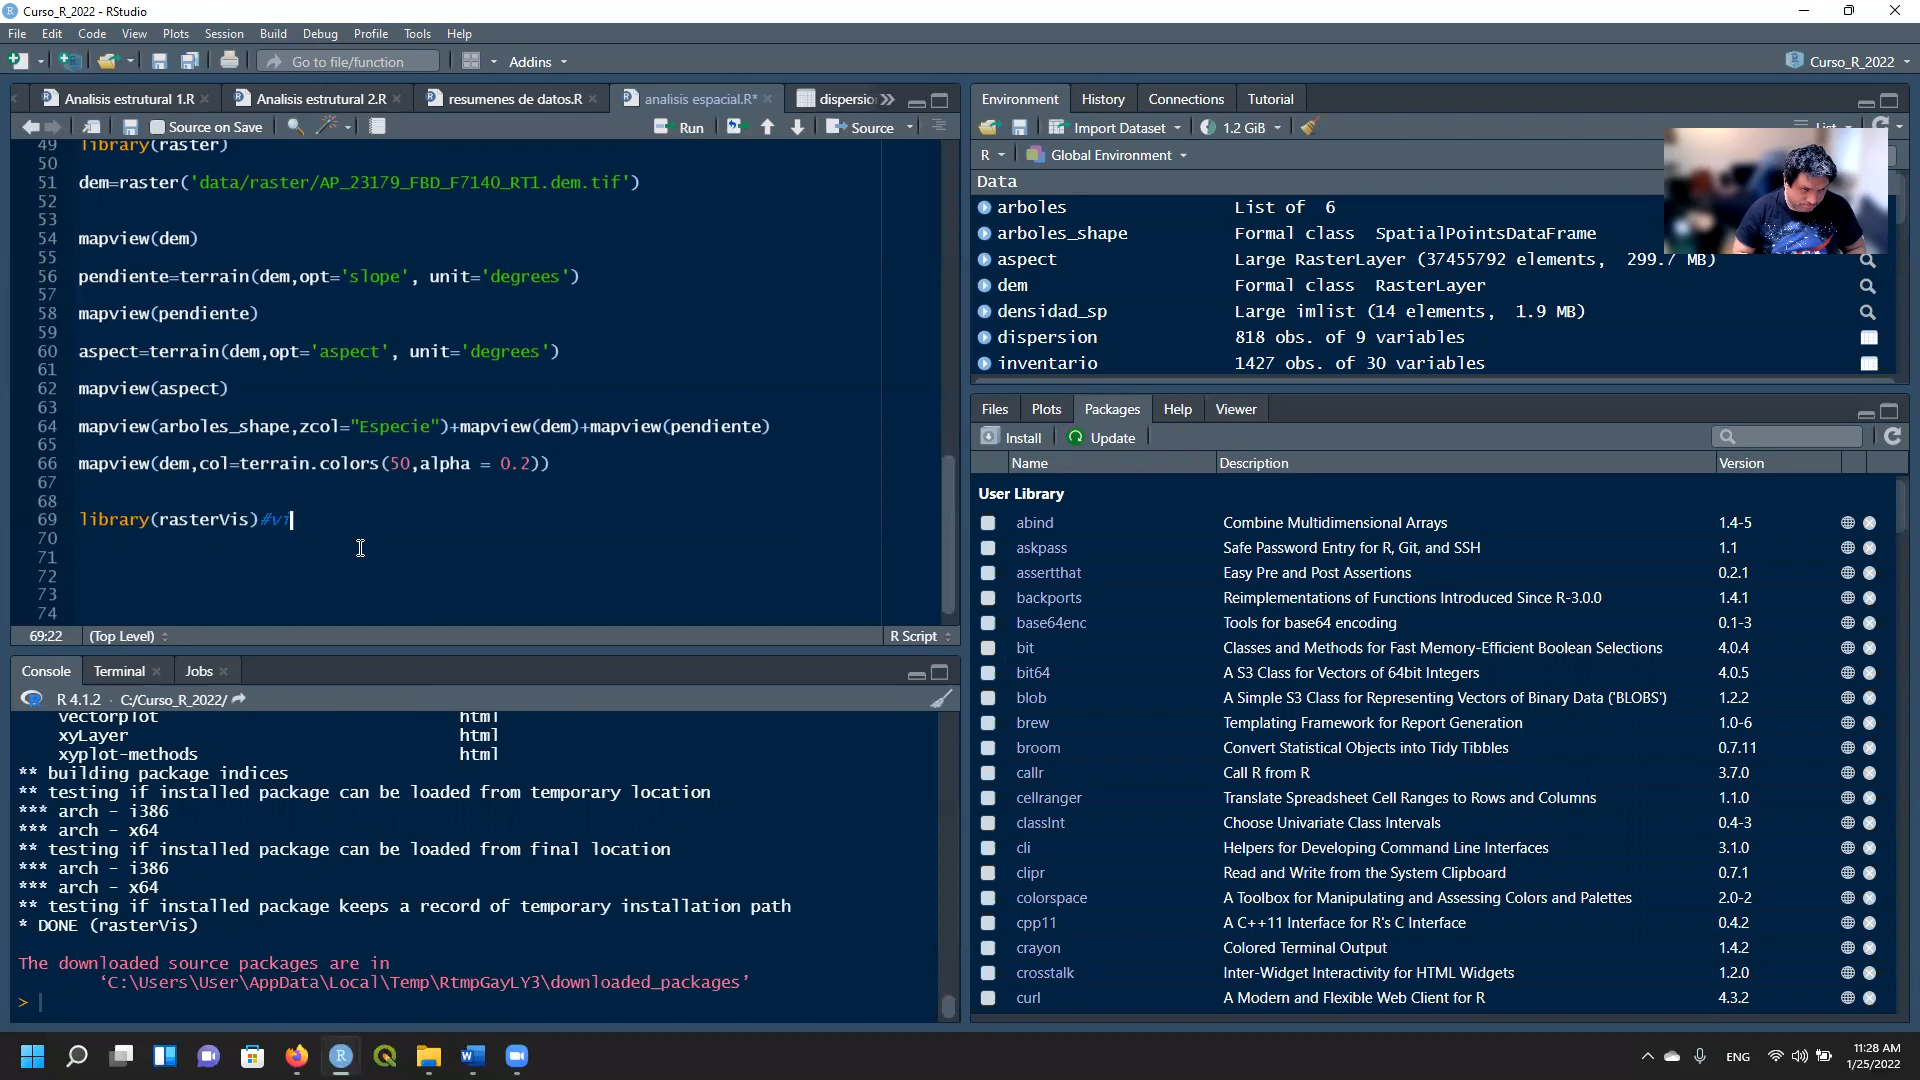 Curso_R_2022 - RStudio
File Edit Code View Plots Session Build Debug Profile Tools Help
Go to file/function Addins Curso_R_2022
Analisis estrutural 1.R Analisis estrutural 2.R resumenes de datos.R analisis espacial.R*
Source on Save Run Source
49 library(raster)
50
51 dem=raster('data/raster/AP_23179_FBD_F7140_RT1.dem.tif')
52
53
54 mapview(dem)
55
56 pendiente=terrain(dem,opt='slope', unit='degrees')
57
58 mapview(pendiente)
59
60 aspect=terrain(dem,opt='aspect', unit='degrees')
61
62 mapview(aspect)
63
64 mapview(arboles_shape,zcol="Especie")+mapview(dem)+mapview(pendiente)
65
66 mapview(dem,col=terrain.colors(50,alpha = 0.2))
67
68
69 library(rasterVis)#vi
70
71
72
73
74
69:22 (Top Level) R Script
Console Terminal Jobs
R 4.1.2 · C:/Curso_R_2022/
vectorplot html
xyLayer html
xyplot-methods html
** building package indices
** testing if installed package can be loaded from temporary location
*** arch - i386
*** arch - x64
** testing if installed package can be loaded from final location
*** arch - i386
*** arch - x64
** testing if installed package keeps a record of temporary installation path
* DONE (rasterVis)
The downloaded source packages are in
‘C:\Users\User\AppData\Local\Temp\RtmpGayLY3\downloaded_packages’
>
Environment History Connections Tutorial
Import Dataset 1.2 GiB List
R Global Environment
Data
arboles List of 6
arboles_shape Formal class SpatialPointsDataFrame
aspect Large RasterLayer (37455792 elements, 299.7 MB)
dem Formal class RasterLayer
densidad_sp Large imlist (14 elements, 1.9 MB)
dispersion 818 obs. of 9 variables
inventario 1427 obs. of 30 variables
Files Plots Packages Help Viewer
Install Update
Name Description Version
User Library
abind Combine Multidimensional Arrays 1.4-5
askpass Safe Password Entry for R, Git, and SSH 1.1
assertthat Easy Pre and Post Assertions 0.2.1
backports Reimplementations of Functions Introduced Since R-3.0.0 1.4.1
base64enc Tools for base64 encoding 0.1-3
bit Classes and Methods for Fast Memory-Efficient Boolean Selections 4.0.4
bit64 A S3 Class for Vectors of 64bit Integers 4.0.5
blob A Simple S3 Class for Representing Vectors of Binary Data ('BLOBS') 1.2.2
brew Templating Framework for Report Generation 1.0-6
broom Convert Statistical Objects into Tidy Tibbles 0.7.11
callr Call R from R 3.7.0
cellranger Translate Spreadsheet Cell Ranges to Rows and Columns 1.1.0
classInt Choose Univariate Class Intervals 0.4-3
cli Helpers for Developing Command Line Interfaces 3.1.0
clipr Read and Write from the System Clipboard 0.7.1
colorspace A Toolbox for Manipulating and Assessing Colors and Palettes 2.0-2
cpp11 A C++11 Interface for R's C Interface 0.4.2
crayon Colored Terminal Output 1.4.2
crosstalk Inter-Widget Interactivity for HTML Widgets 1.2.0
curl A Modern and Flexible Web Client for R 4.3.2
ENG 11:28 AM
1/25/2022